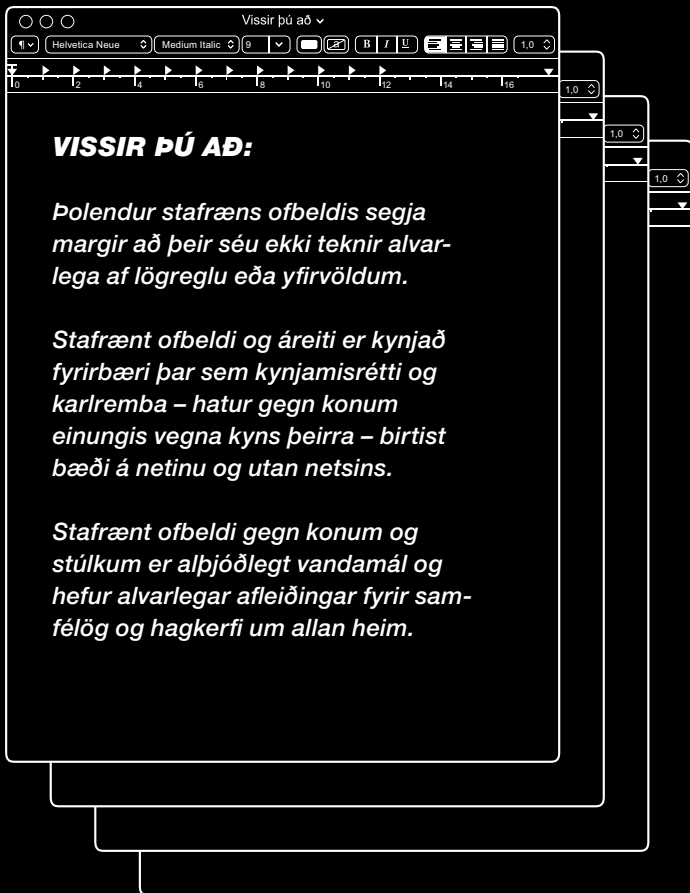 Vissir þú að
¶ Helvetica Neue Medium Italic 9 a B I U 1,0
0 2 4 6 8 10 12 14 16
1,0
1,0
1,0
VISSIR ÞÚ AÐ:
Þolendur stafræns ofbeldis segja
margir að þeir séu ekki teknir alvar-
lega af lögreglu eða yfirvöldum.
Stafrænt ofbeldi og áreiti er kynjað
fyrirbæri þar sem kynjamisrétti og
karlremba – hatur gegn konum
einungis vegna kyns þeirra – birtist
bæði á netinu og utan netsins.
Stafrænt ofbeldi gegn konum og
stúlkum er alþjóðlegt vandamál og
hefur alvarlegar afleiðingar fyrir sam-
félög og hagkerfi um allan heim.